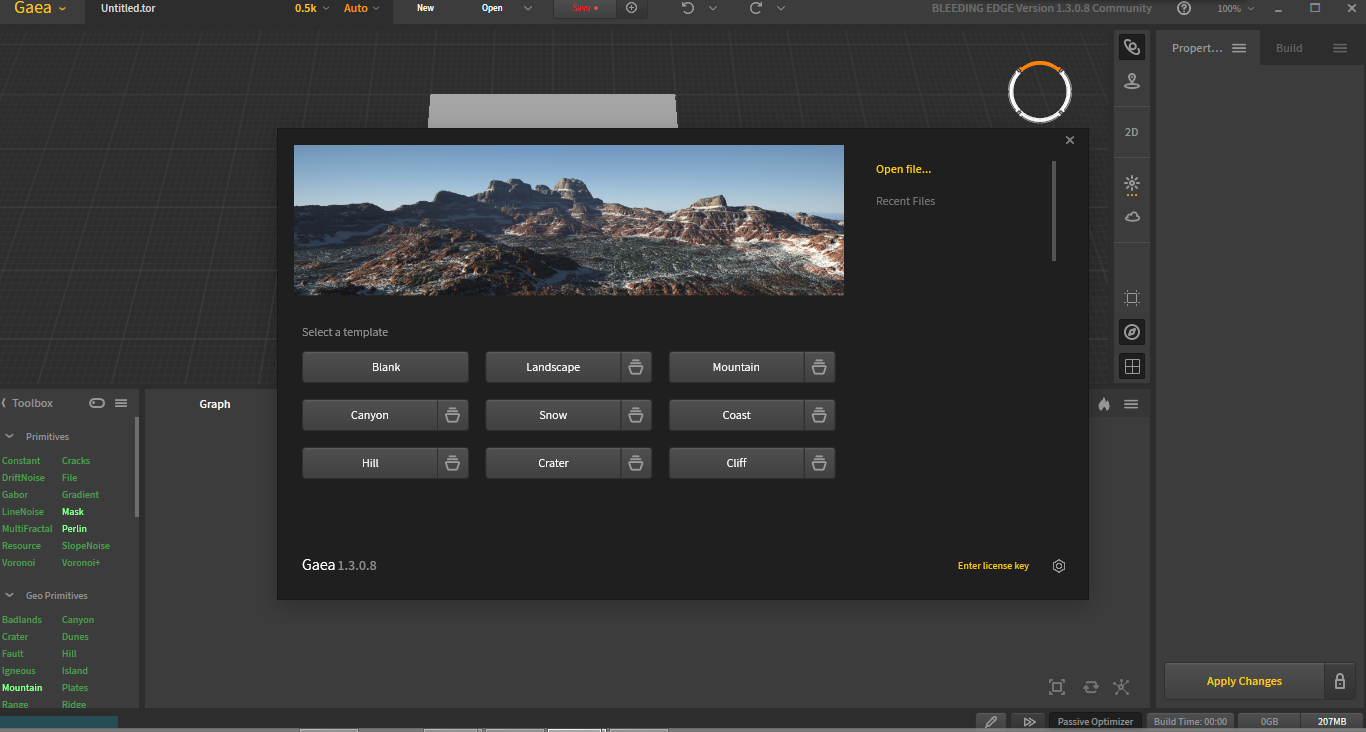 Gaea
Untitled.tor
0.5k
Auto
New
Open
Save
BLEEDING EDGE Version 1.3.0.8 Community
100%
Propert...
Build
2D
Open file...
Recent Files
Select a template
Blank
Landscape
Mountain
Canyon
Snow
Coast
Hill
Crater
Cliff
Gaea 1.3.0.8
Enter license key
Toolbox
Graph
Primitives
Constant Cracks
DriftNoise File
Gabor Gradient
LineNoise Mask
MultiFractal Perlin
Resource SlopeNoise
Voronoi Voronoi+
Geo Primitives
Badlands Canyon
Crater Dunes
Fault Hill
Igneous Island
Mountain Plates
Range Ridge
Apply Changes
Passive Optimizer
Build Time: 00:00
0GB
207MB